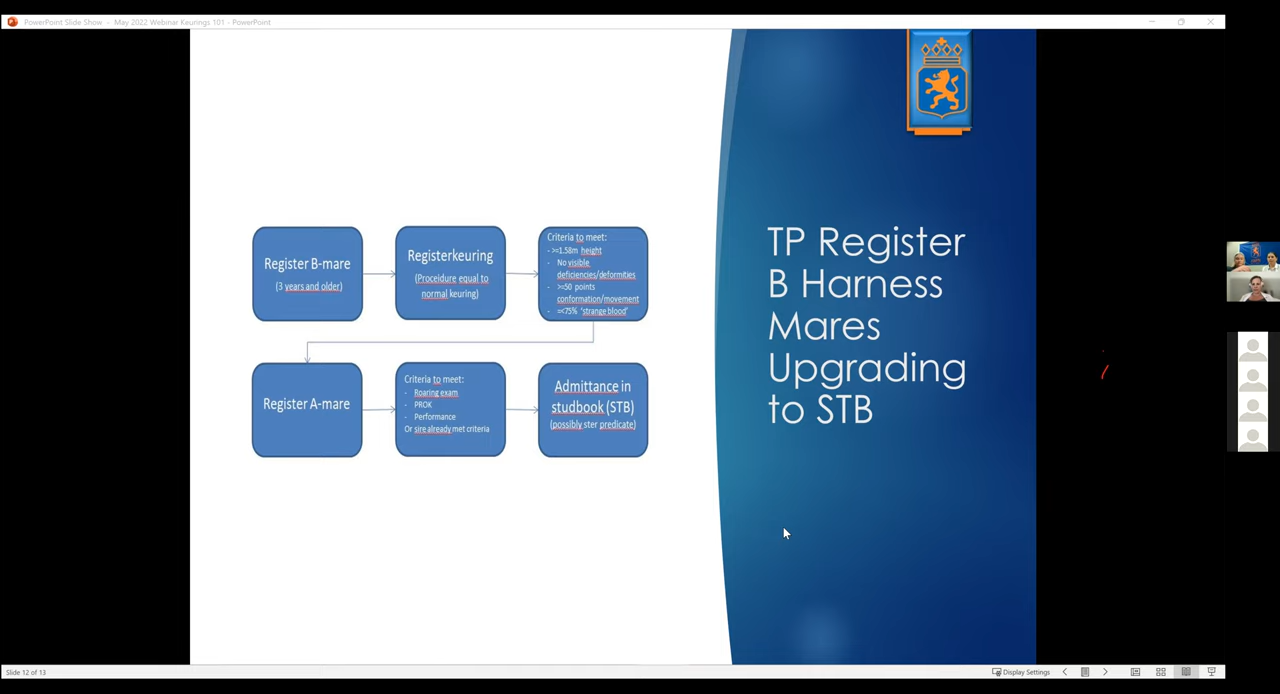 PowerPoint Slide Show - May 2022 Webinar Keurings 101 - PowerPoint
Register B-mare
(3 years and older)
Registerkeuring
(Proceidure equal to
normal keuring)
Criteria to meet:
- >=1.58m height
- No visible
deficiencies/deformities
- >=50 points
conformation/movement
- =<75% 'strange blood'
Register A-mare
Criteria to meet:
- Roaring exam
- PROK
- Performance
Or sire already met criteria
Admittance in
studbook (STB)
(possibly ster predicate)
TP Register
B Harness
Mares
Upgrading
to STB
Slide 12 of 13
Display Settings